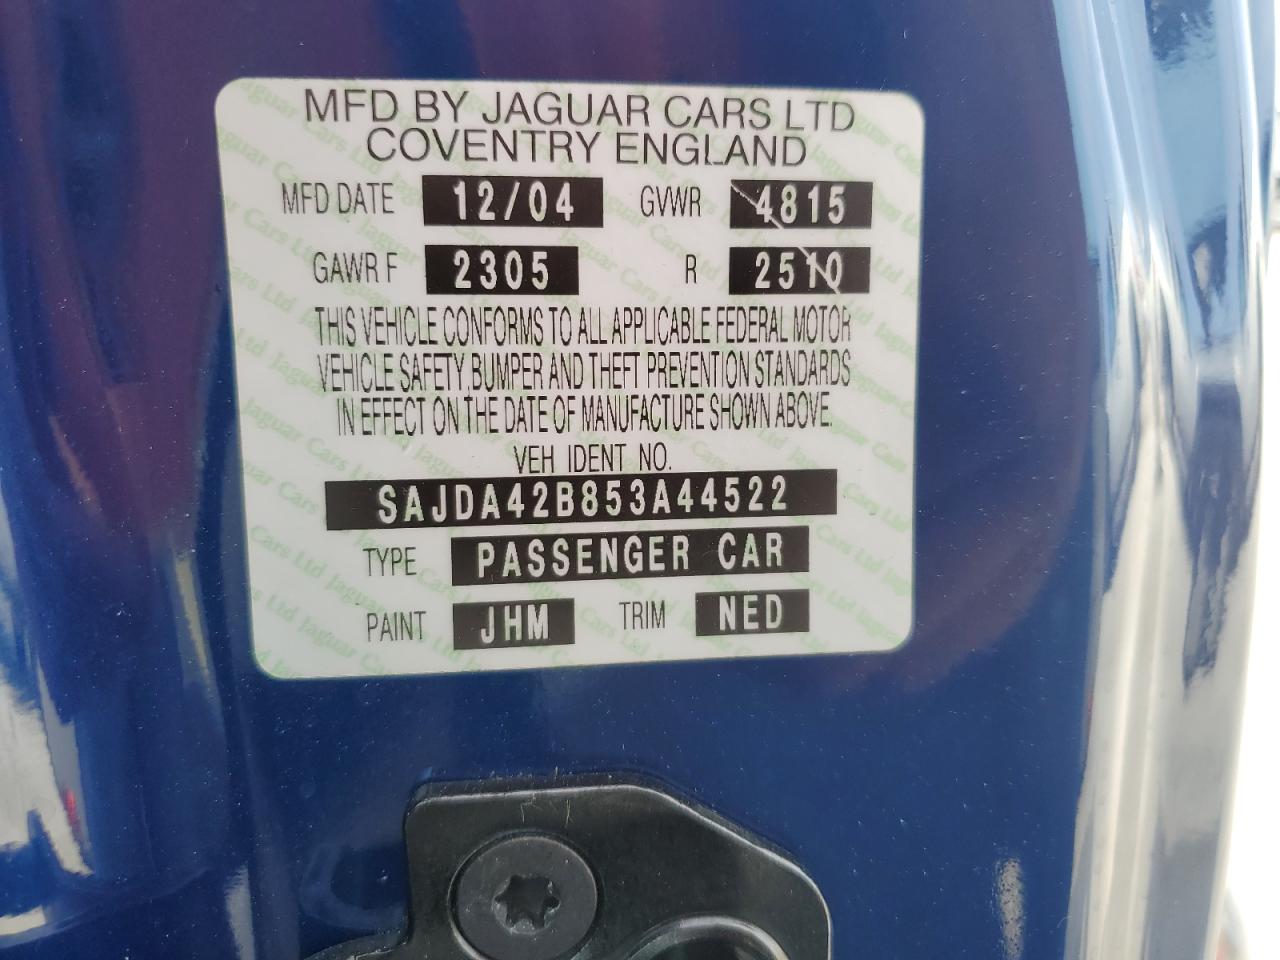 MFD BY JAGUAR CARS LTD
COVENTRY ENGLAND
MFD DATE 12/04 GVWR 4815
GAWR F 2305 R 2510
THIS VEHICLE CONFORMS TO ALL APPLICABLE FEDERAL MOTOR
VEHICLE SAFETY, BUMPER AND THEFT PREVENTION STANDARDS
IN EFFECT ON THE DATE OF MANUFACTURE SHOWN ABOVE.
VEH IDENT NO.
SAJDA42B853A44522
TYPE PASSENGER CAR
PAINT JHM TRIM NED